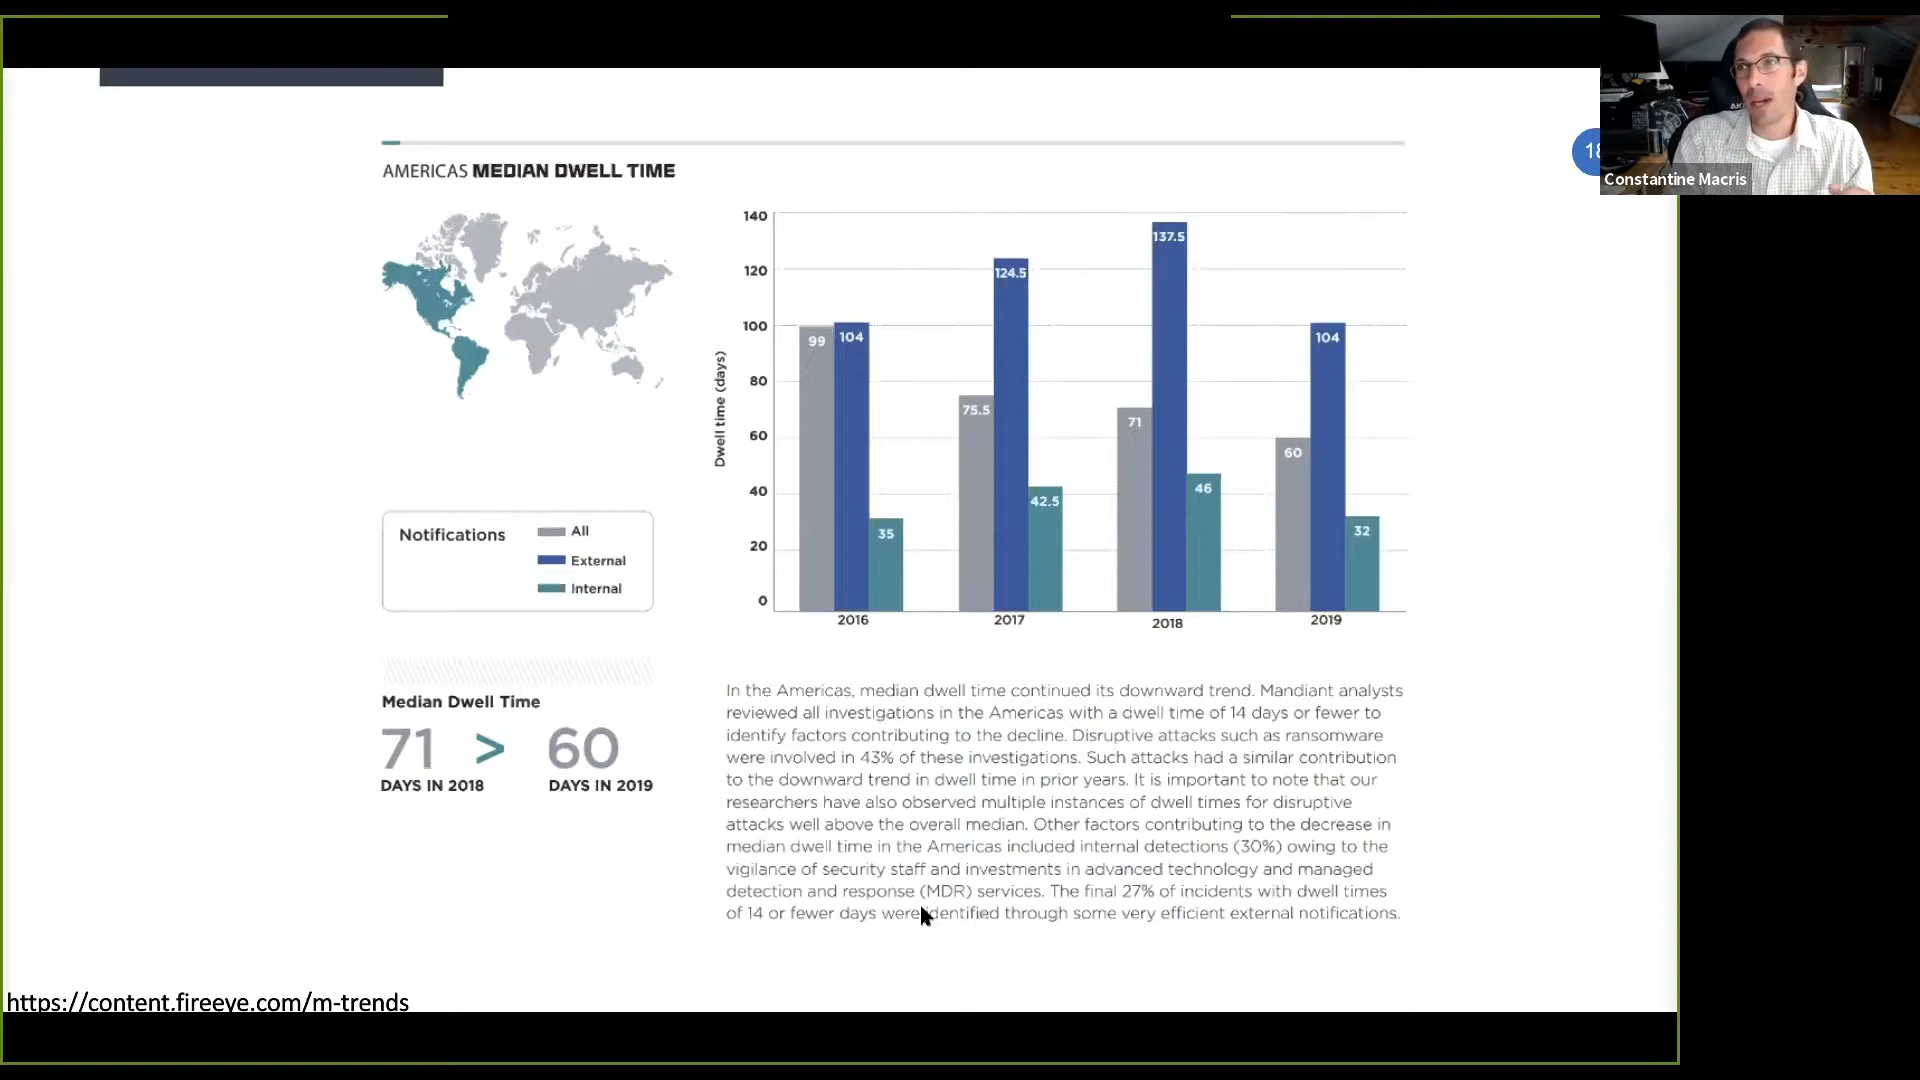 18
Constantine Macris
AMERICAS MEDIAN DWELL TIME
140
120
100
80
60
40
20
0
Dwell time (days)
99
104
35
75.5
124.5
42.5
71
137.5
46
60
104
32
2016
2017
2018
2019
Notifications
All
External
Internal
Median Dwell Time
71 > 60
DAYS IN 2018
DAYS IN 2019
In the Americas, median dwell time continued its downward trend. Mandiant analysts
reviewed all investigations in the Americas with a dwell time of 14 days or fewer to
identify factors contributing to the decline. Disruptive attacks such as ransomware
were involved in 43% of these investigations. Such attacks had a similar contribution
to the downward trend in dwell time in prior years. It is important to note that our
researchers have also observed multiple instances of dwell times for disruptive
attacks well above the overall median. Other factors contributing to the decrease in
median dwell time in the Americas included internal detections (30%) owing to the
vigilance of security staff and investments in advanced technology and managed
detection and response (MDR) services. The final 27% of incidents with dwell times
of 14 or fewer days were identified through some very efficient external notifications.
https://content.fireeye.com/m-trends